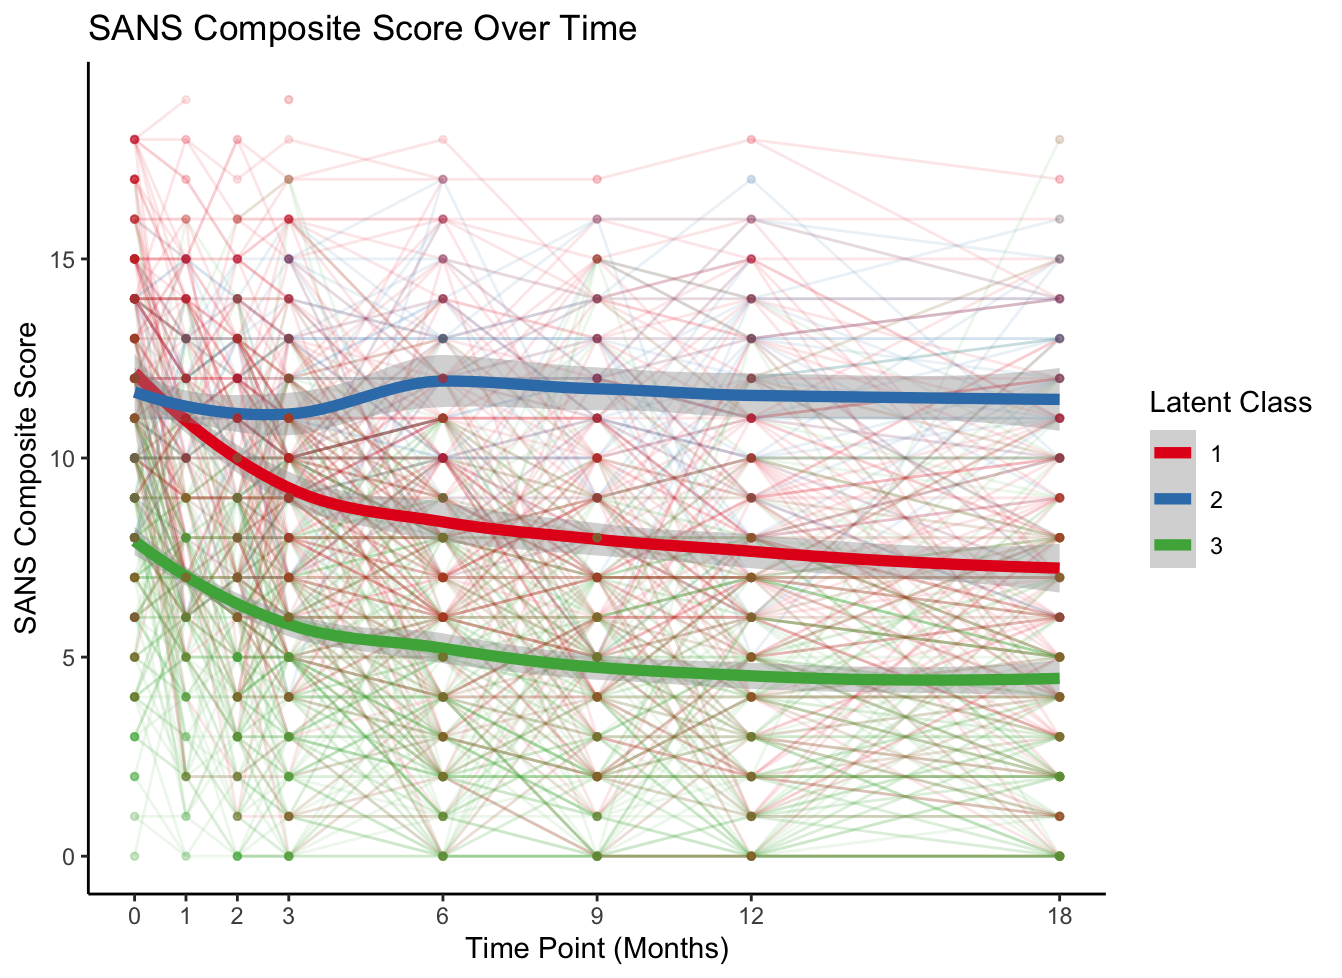 SANS Composite Score Over Time
SANS Composite Score
15
10
5
0
0 1 2 3 6 9 12 18
Time Point (Months)
Latent Class
1
2
3